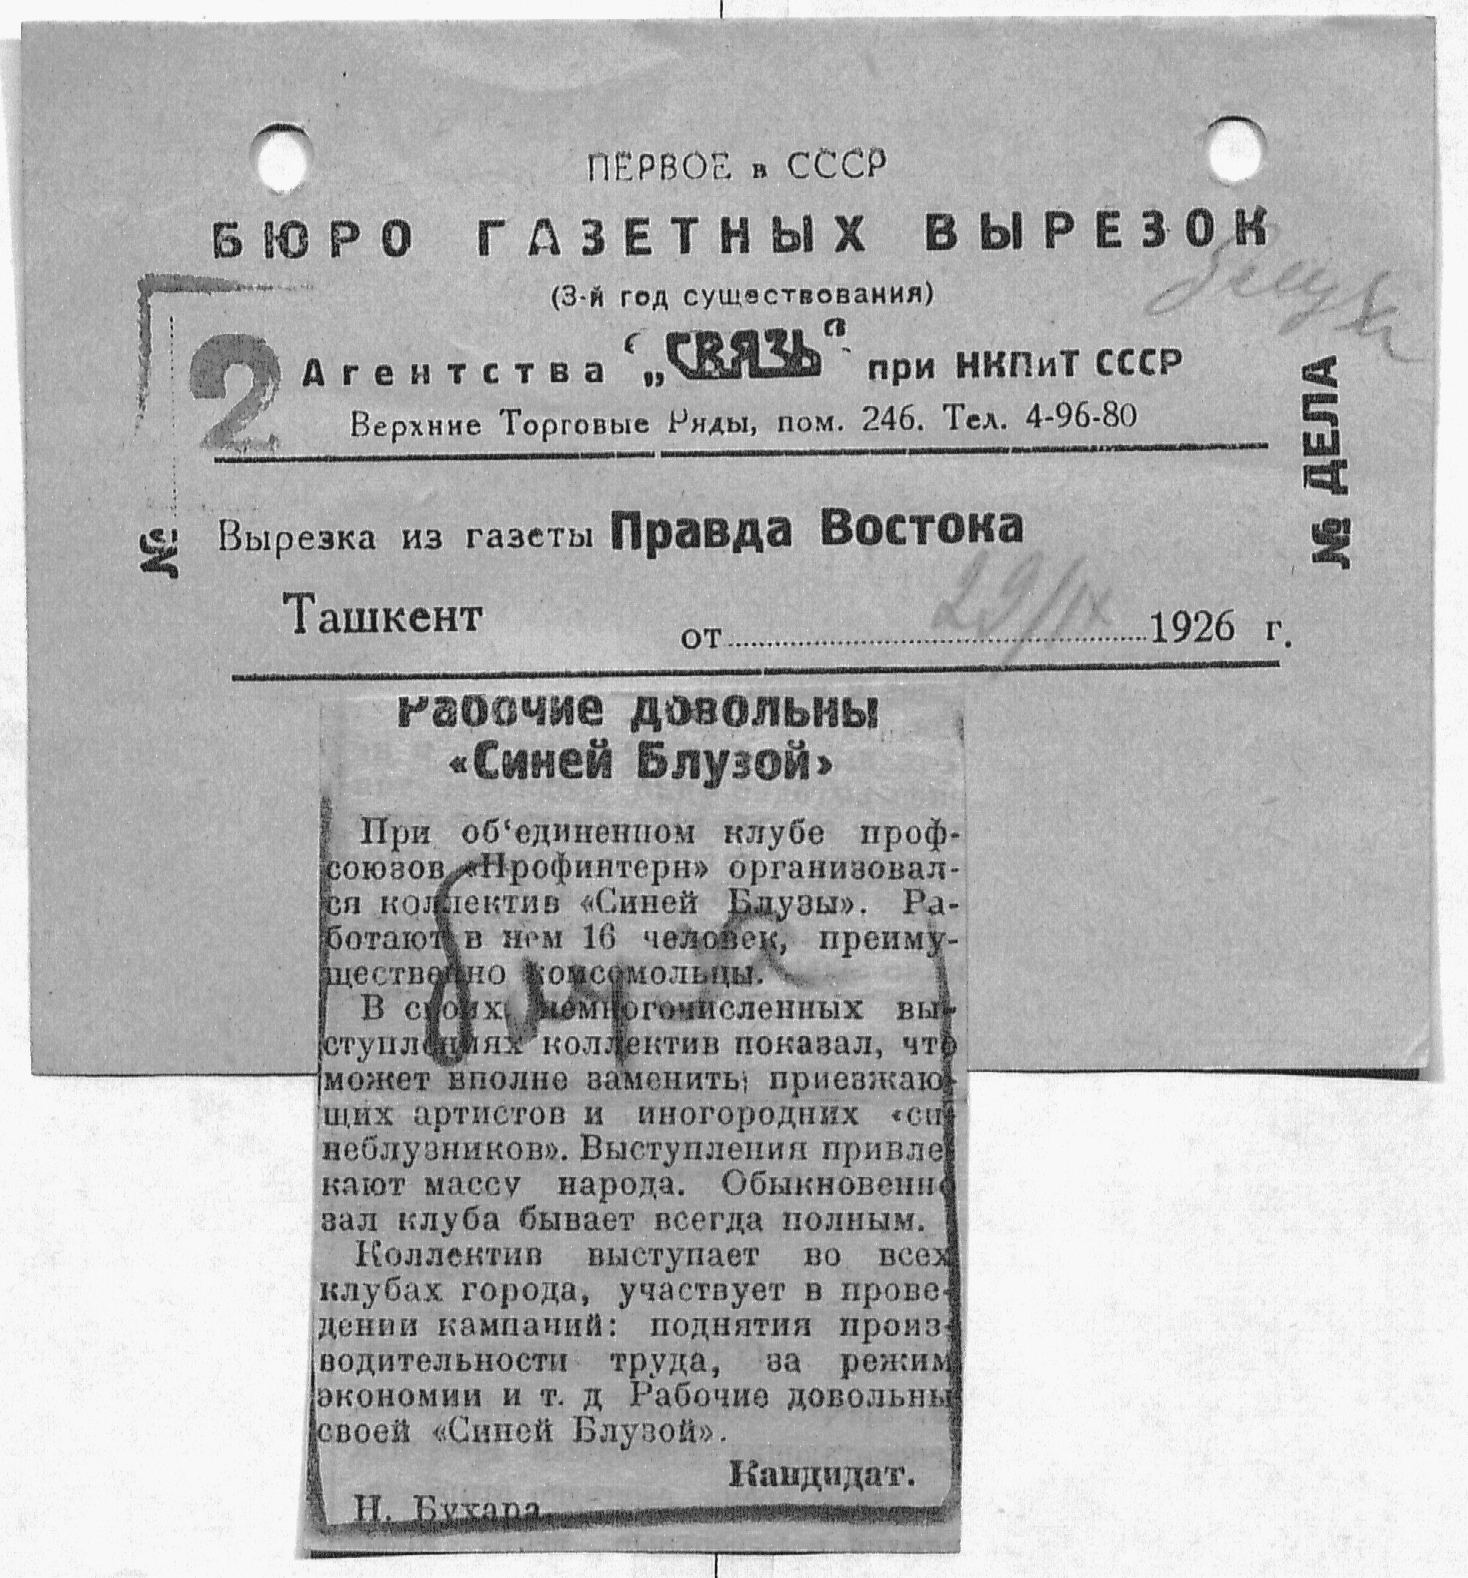 ПЕРВОЕ в СССР
БЮРО ГАЗЕТНЫХ ВЫРЕЗОК
(3-й год существования)
2
Агентства „СВЯЗЬ“ при НКПиТ СССР
Верхние Торговые Ряды, пом. 246. Тел. 4-96-80
№
№ ДЕЛА
Вырезка из газеты Правда Востока
Ташкент
от 29/IX 1926 г.
Рабочие довольны
«Синей Блузой»
При об‘единенном клубе проф-
союзов «Профинтерн» организовал-
ся коллектив «Синей Блузы». Ра-
ботают в нем 16 человек, преиму-
щественно комсомольцы.
В своих немногочисленных вы-
ступлениях коллектив показал, что
может вполне заменить приезжаю-
щих артистов и иногородних «си-
неблузников». Выступления привле-
кают массу народа. Обыкновенно
зал клуба бывает всегда полным.
Коллектив выступает во всех
клубах города, участвует в прове-
дении кампаний: поднятия произ-
водительности труда, за режим
экономии и т. д Рабочие довольны
своей «Синей Блузой».
Кандидат.
Н. Бухара.